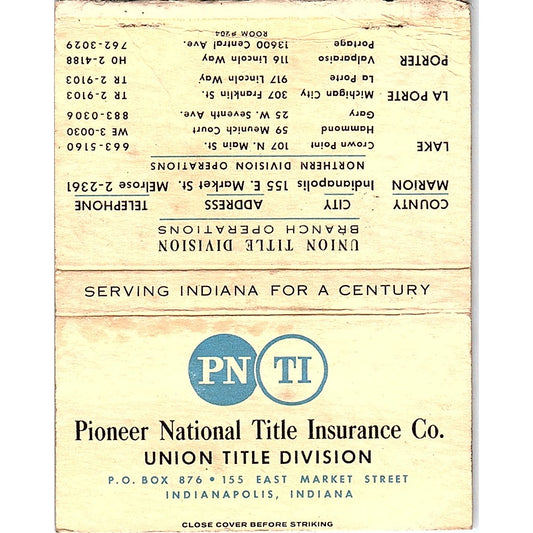 UNION TITLE DIVISION
BRANCH OPERATIONS
COUNTY CITY ADDRESS TELEPHONE
MARION Indianapolis 155 E. Market St. Melrose 2-2361
NORTHERN DIVISION OPERATIONS
LAKE Crown Point 107 N. Main St. 663-5160
Hammond 59 Meunich Court WE 3-0030
Gary 25 W. Seventh Ave. 883-0306
LA PORTE Michigan City 307 Franklin St. TR 2-9103
La Porte 917 Lincoln Way TR 2-9103
PORTER Valparaiso 116 Lincoln Way HO 2-4188
Portage 13600 Central Ave. 762-3029
ROOM #204
SERVING INDIANA FOR A CENTURY
PN TI
Pioneer National Title Insurance Co.
UNION TITLE DIVISION
P.O. BOX 876 • 155 EAST MARKET STREET
INDIANAPOLIS, INDIANA
CLOSE COVER BEFORE STRIKING